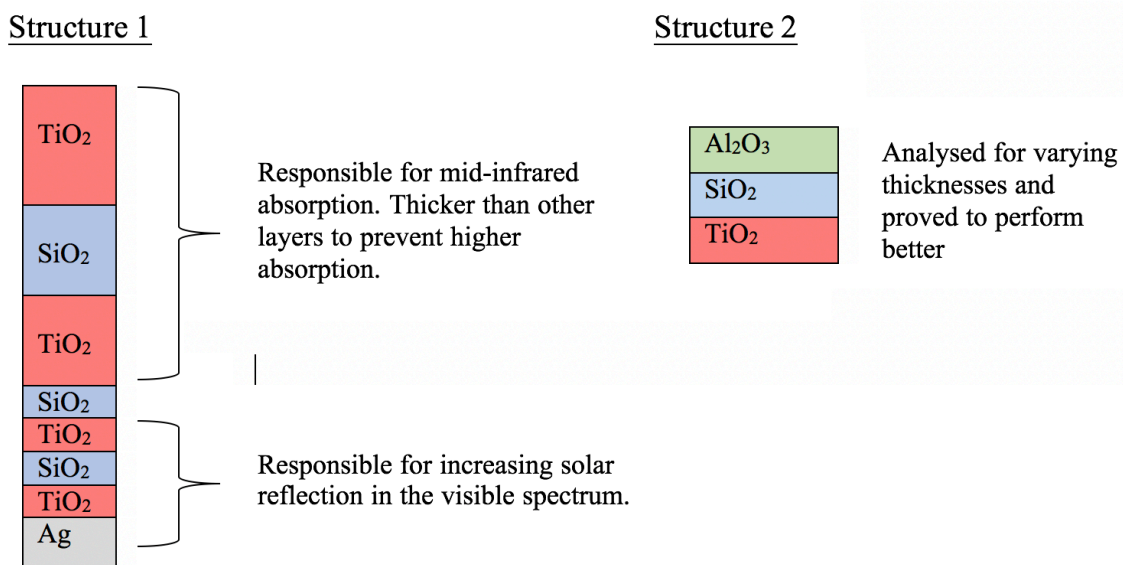 Structure 1
Structure 2
TiO₂
SiO₂
TiO₂
SiO₂
TiO₂
SiO₂
TiO₂
Ag
Responsible for mid-infrared
absorption. Thicker than other
layers to prevent higher
absorption.
Responsible for increasing solar
reflection in the visible spectrum.
Al₂O₃
SiO₂
TiO₂
Analysed for varying
thicknesses and
proved to perform
better